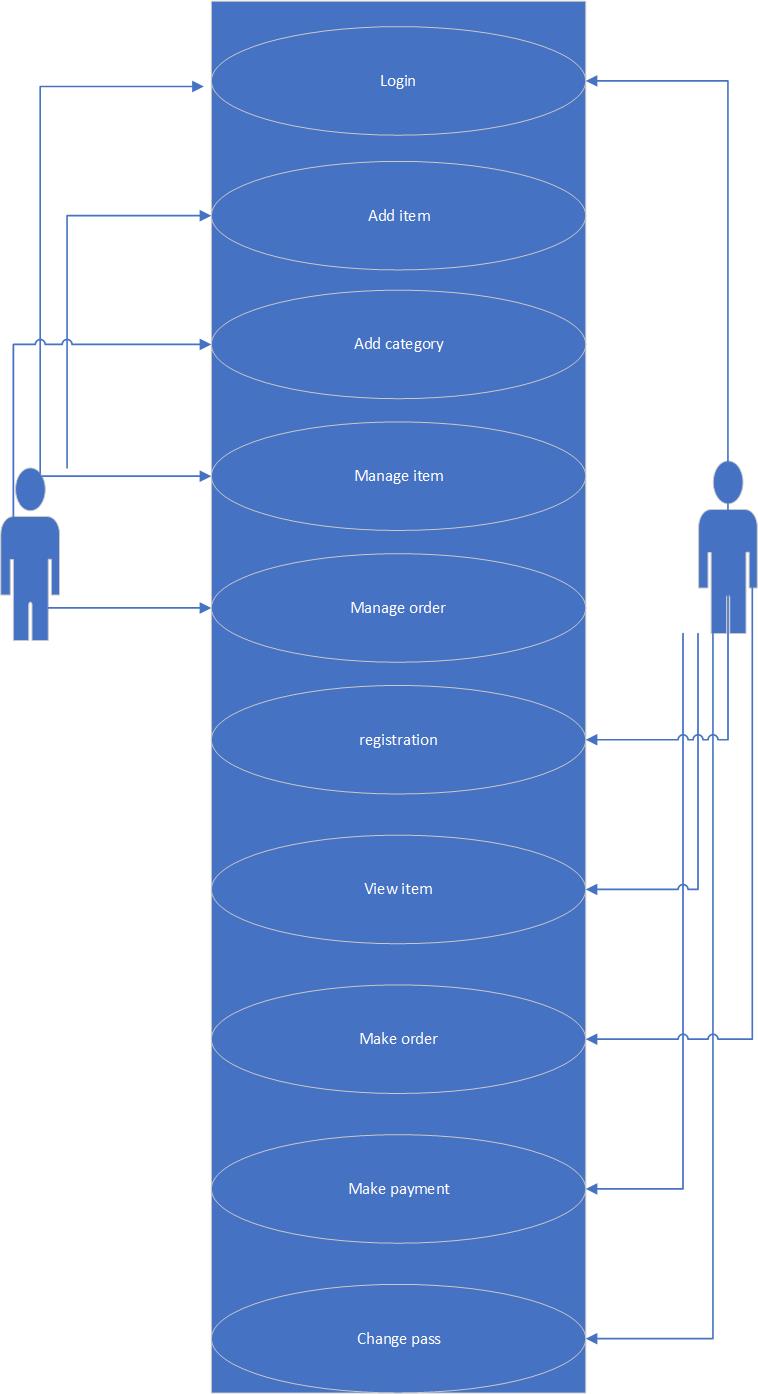 Login
Add item
Add category
Manage item
Manage order
registration
View item
Make order
Make payment
Change pass